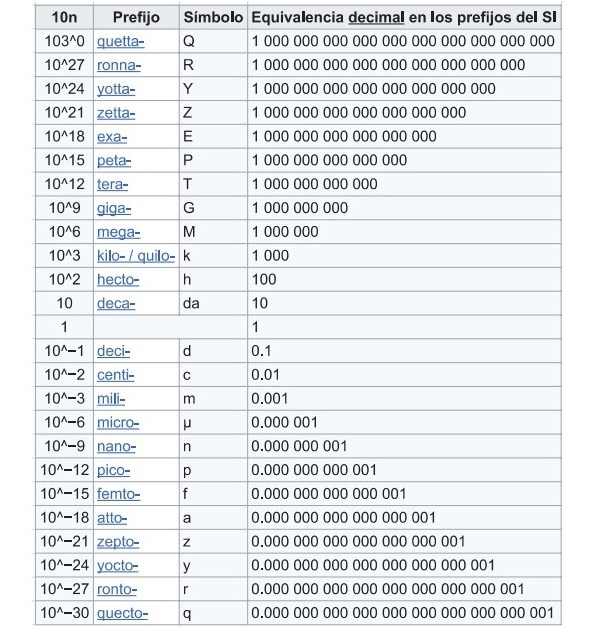 10n Prefijo Símbolo Equivalencia decimal en los prefijos del SI
103^0 quetta- Q 1 000 000 000 000 000 000 000 000 000 000
10^27 ronna- R 1 000 000 000 000 000 000 000 000 000
10^24 yotta- Y 1 000 000 000 000 000 000 000 000
10^21 zetta- Z 1 000 000 000 000 000 000 000
10^18 exa- E 1 000 000 000 000 000 000
10^15 peta- P 1 000 000 000 000 000
10^12 tera- T 1 000 000 000 000
10^9 giga- G 1 000 000 000
10^6 mega- M 1 000 000
10^3 kilo- / quilo- k 1 000
10^2 hecto- h 100
10 deca- da 10
1 1
10^−1 deci- d 0.1
10^−2 centi- c 0.01
10^−3 mili- m 0.001
10^−6 micro- µ 0.000 001
10^−9 nano- n 0.000 000 001
10^−12 pico- p 0.000 000 000 001
10^−15 femto- f 0.000 000 000 000 001
10^−18 atto- a 0.000 000 000 000 000 001
10^−21 zepto- z 0.000 000 000 000 000 000 001
10^−24 yocto- y 0.000 000 000 000 000 000 000 001
10^−27 ronto- r 0.000 000 000 000 000 000 000 000 001
10^−30 quecto- q 0.000 000 000 000 000 000 000 000 000 001